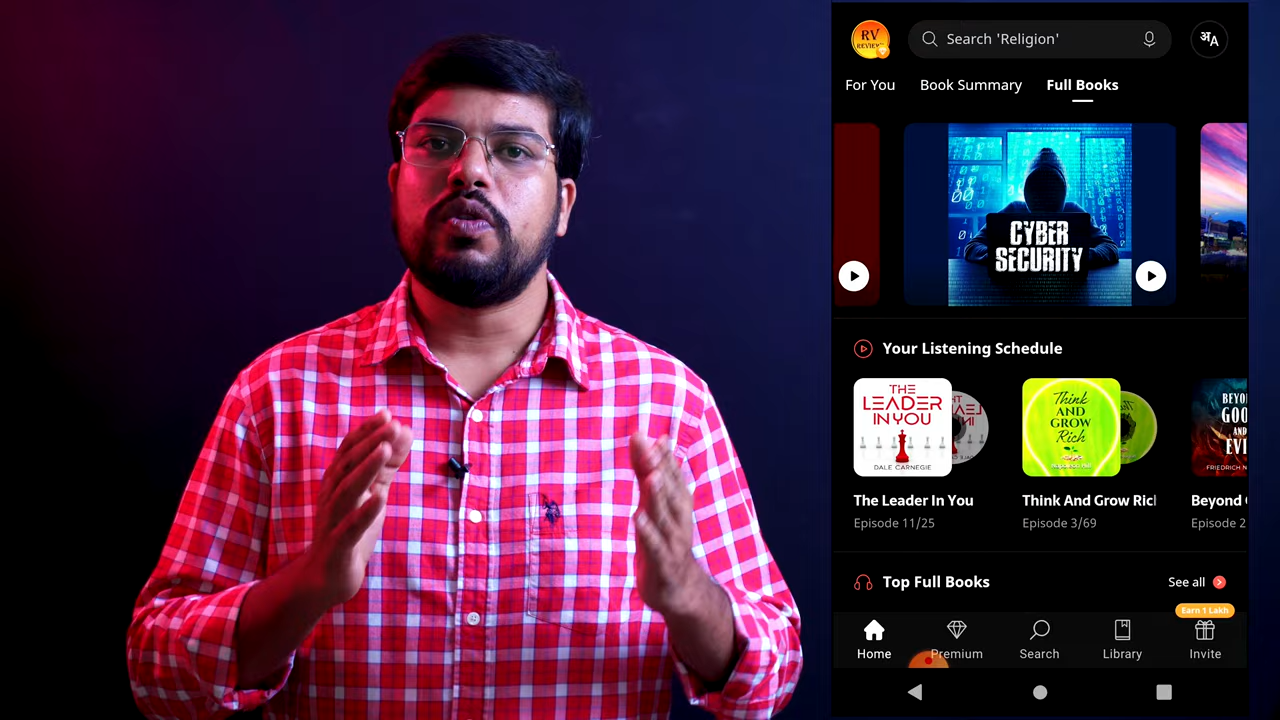 RV
REVIEW
Search 'Religion'
अA
For You
Book Summary
Full Books
CYBER
SECURITY
Your Listening Schedule
THE
LEADER
IN YOU
DALE CARNEGIE
Think
AND
GROW
Rich
The Leader In You
Think And Grow Ric
Beyond
Episode 11/25
Episode 3/69
Episode 2
Top Full Books
See all
Earn 1 Lakh
Home
Premium
Search
Library
Invite